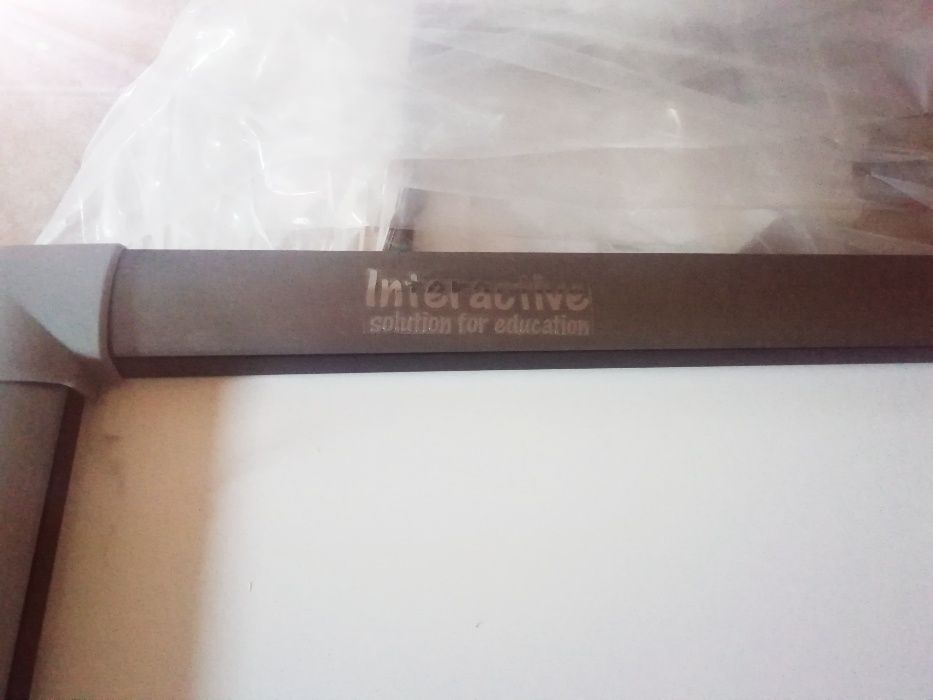 Interactive
solution for education